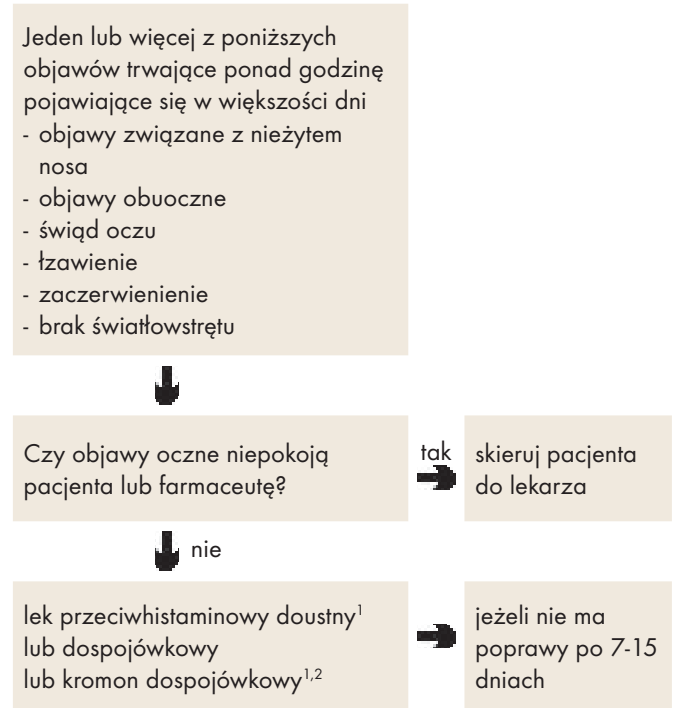 Jeden lub więcej z poniższych
objawów trwające ponad godzinę
pojawiające się w większości dni
- objawy związane z nieżytem
nosa
- objawy obuoczne
- świąd oczu
- łzawienie
- zaczerwienienie
- brak światłowstrętu
Czy objawy oczne niepokoją
pacjenta lub farmaceutę?
tak
skieruj pacjenta
do lekarza
nie
lek przeciwhistaminowy doustny¹
lub dospojówkowy
lub kromon dospojówkowy¹,²
jeżeli nie ma
poprawy po 7-15
dniach